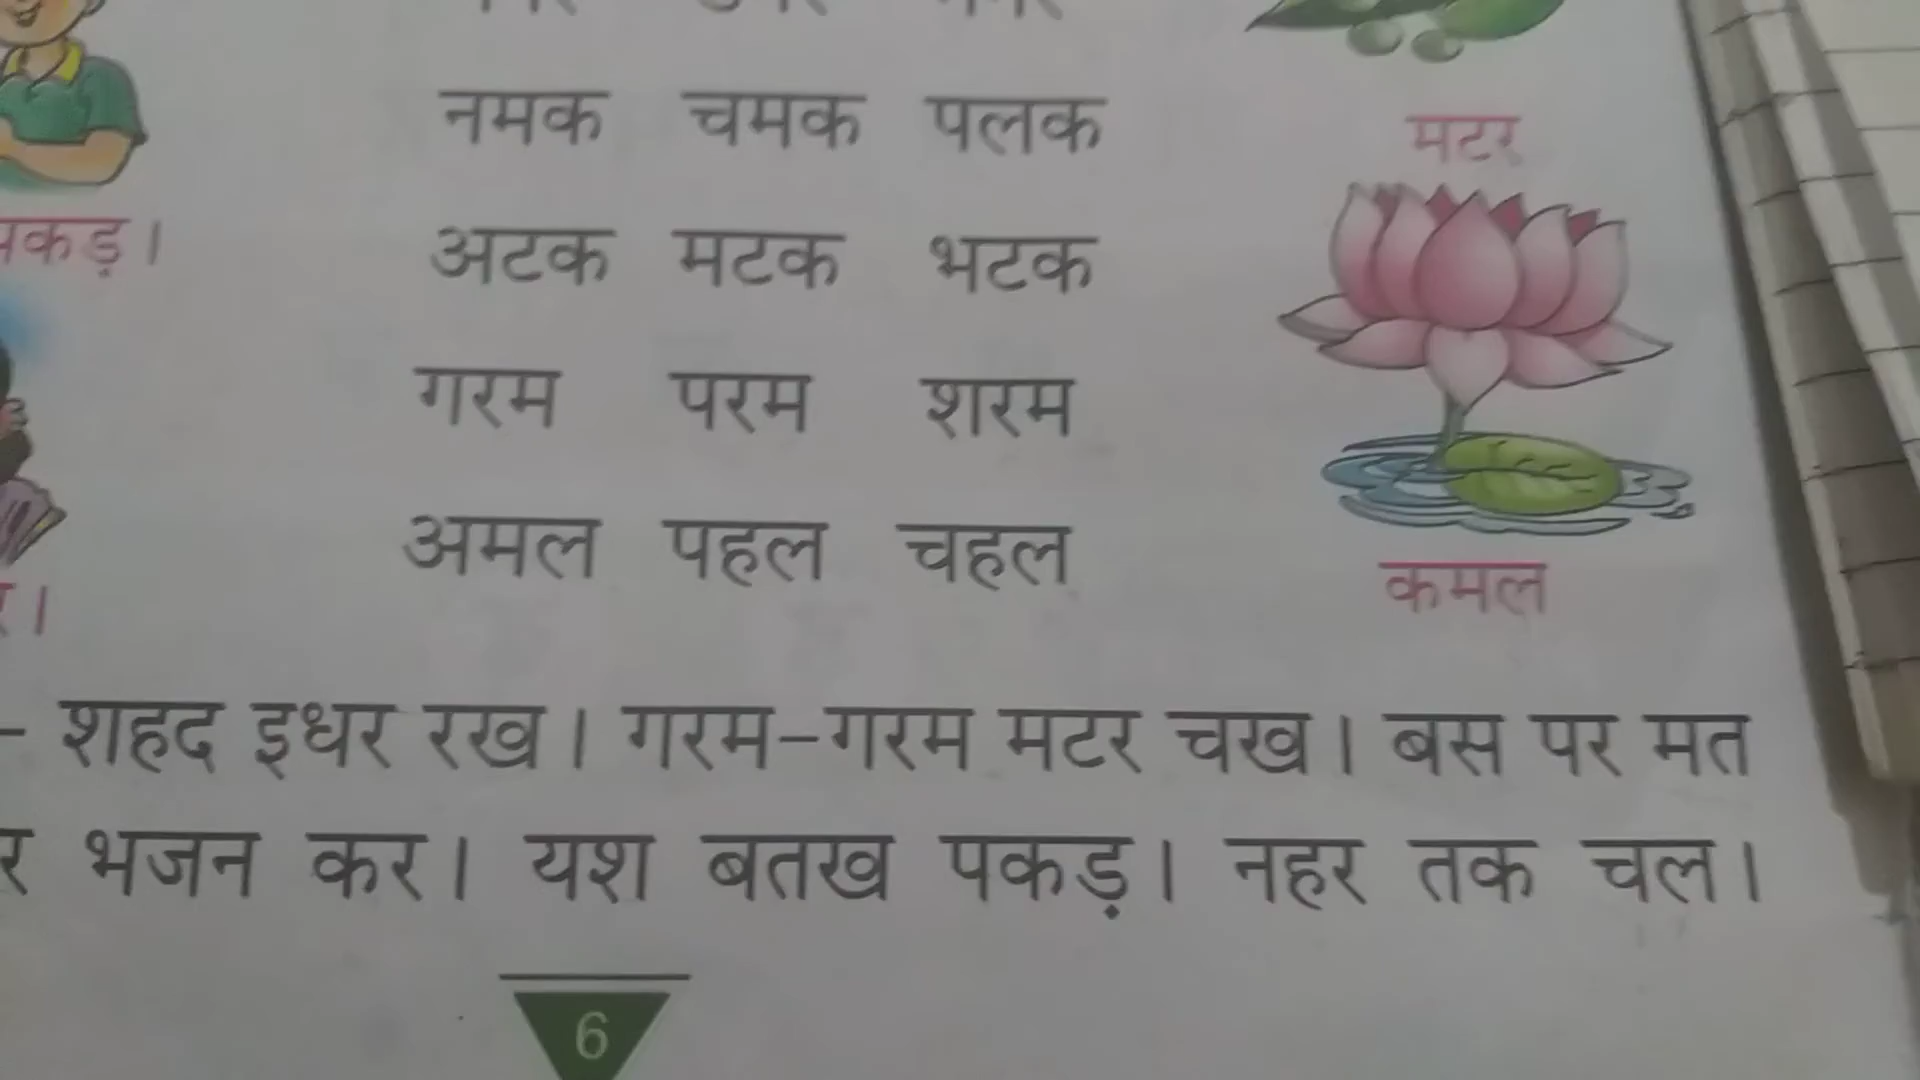 नमक चमक पलक
मटर
अटक मटक भटक
गरम परम शरम
अमल पहल चहल
कमल
- शहद इधर रख। गरम-गरम मटर चख। बस पर मत
भजन कर। यश बतख पकड़। नहर तक चल।
6